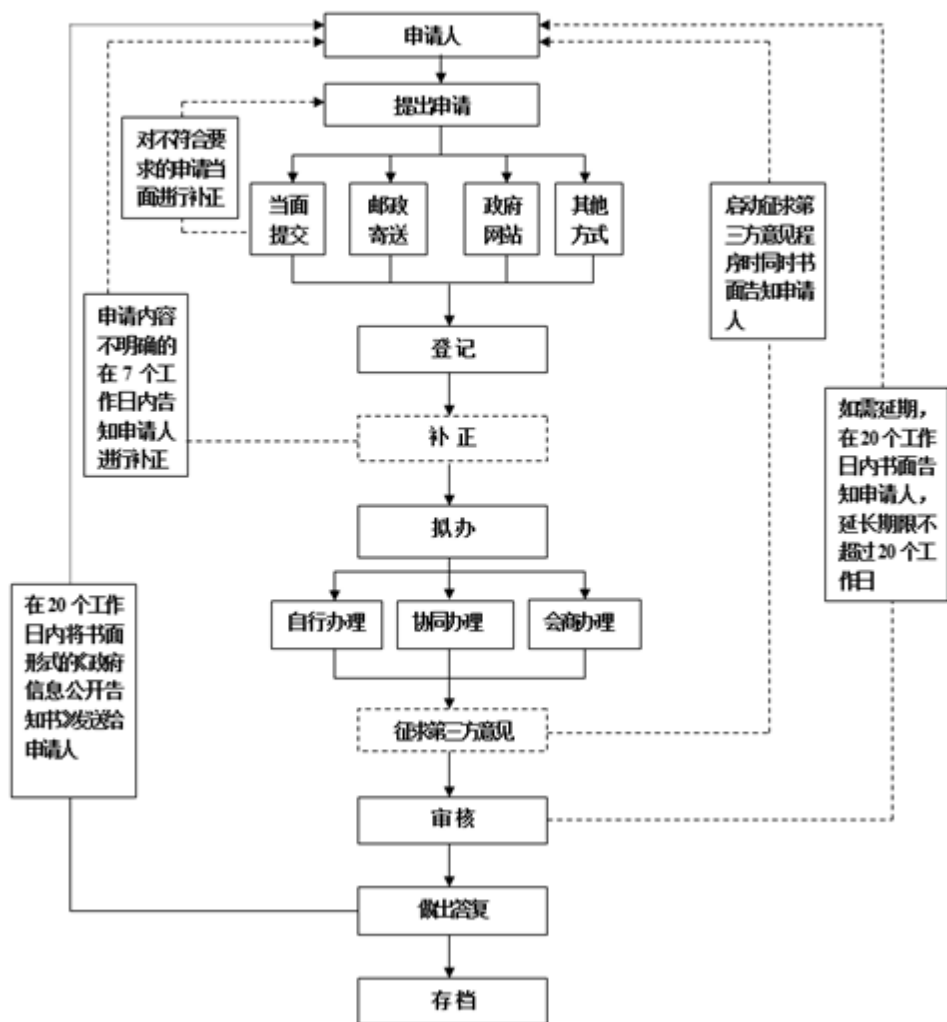 申请人
提出申请
对不符合要
求的申请当
面进行补正
当面
提交
邮政
寄送
政府
网站
其他
方式
启动征求第
三方意见程
序时同时书
面告知申请
人
申请内容
不明确的
在 7 个工
作日内告
知申请人
进行补正
登 记
补 正
如需延期，
在20个工作
日内书面告
知申请人，
延长期限不
超过20个工
作日
拟办
自行办理
协同办理
会商办理
在 20 个工作
日内将书面
形式的《政府
信息公开告
知书》发送给
申请人
征求第三方意见
审 核
做出答复
存 档